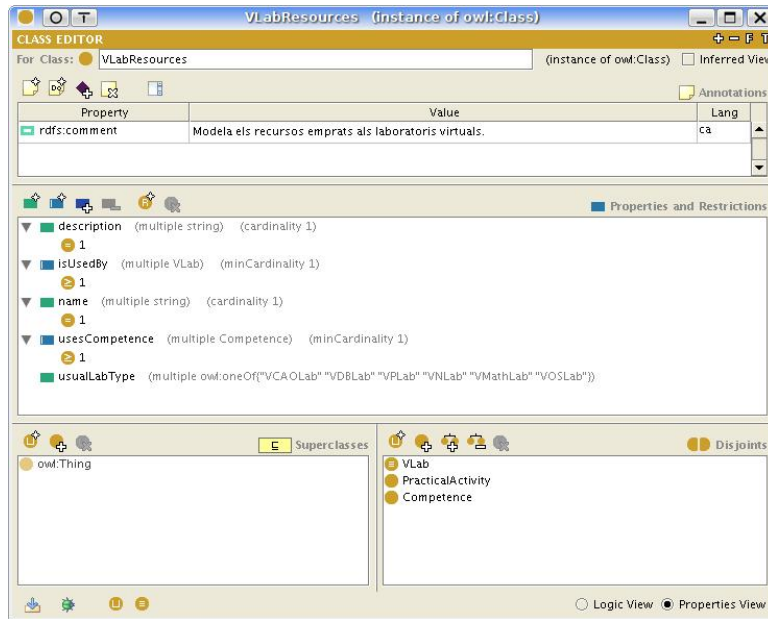 VLabResources (instance of owl:Class)
CLASS EDITOR
F T
For Class: VLabResources (instance of owl:Class) Inferred View
Annotations
Property Value Lang
rdfs:comment Modela els recursos emprats als laboratoris virtuals. ca
Properties and Restrictions
description (multiple string) (cardinality 1)
= 1
isUsedBy (multiple VLab) (minCardinality 1)
≥ 1
name (multiple string) (cardinality 1)
= 1
usesCompetence (multiple Competence) (minCardinality 1)
≥ 1
usualLabType (multiple owl:oneOf{"VCAOLab" "VDBLab" "VPLab" "VNLab" "VMathLab" "VOSLab"})
⊑ Superclasses
Disjoints
owl:Thing
VLab
PracticalActivity
Competence
Logic View Properties View